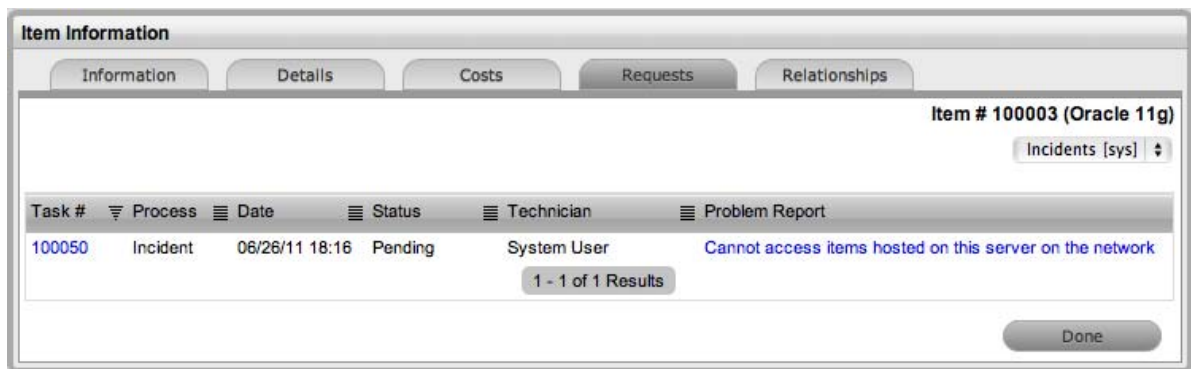 Item Information
Information Details Costs Requests Relationships
Item # 100003 (Oracle 11g)
Incidents [sys]
Task # Process Date Status Technician Problem Report
100050 Incident 06/26/11 18:16 Pending System User Cannot access items hosted on this server on the network
1 - 1 of 1 Results
Done